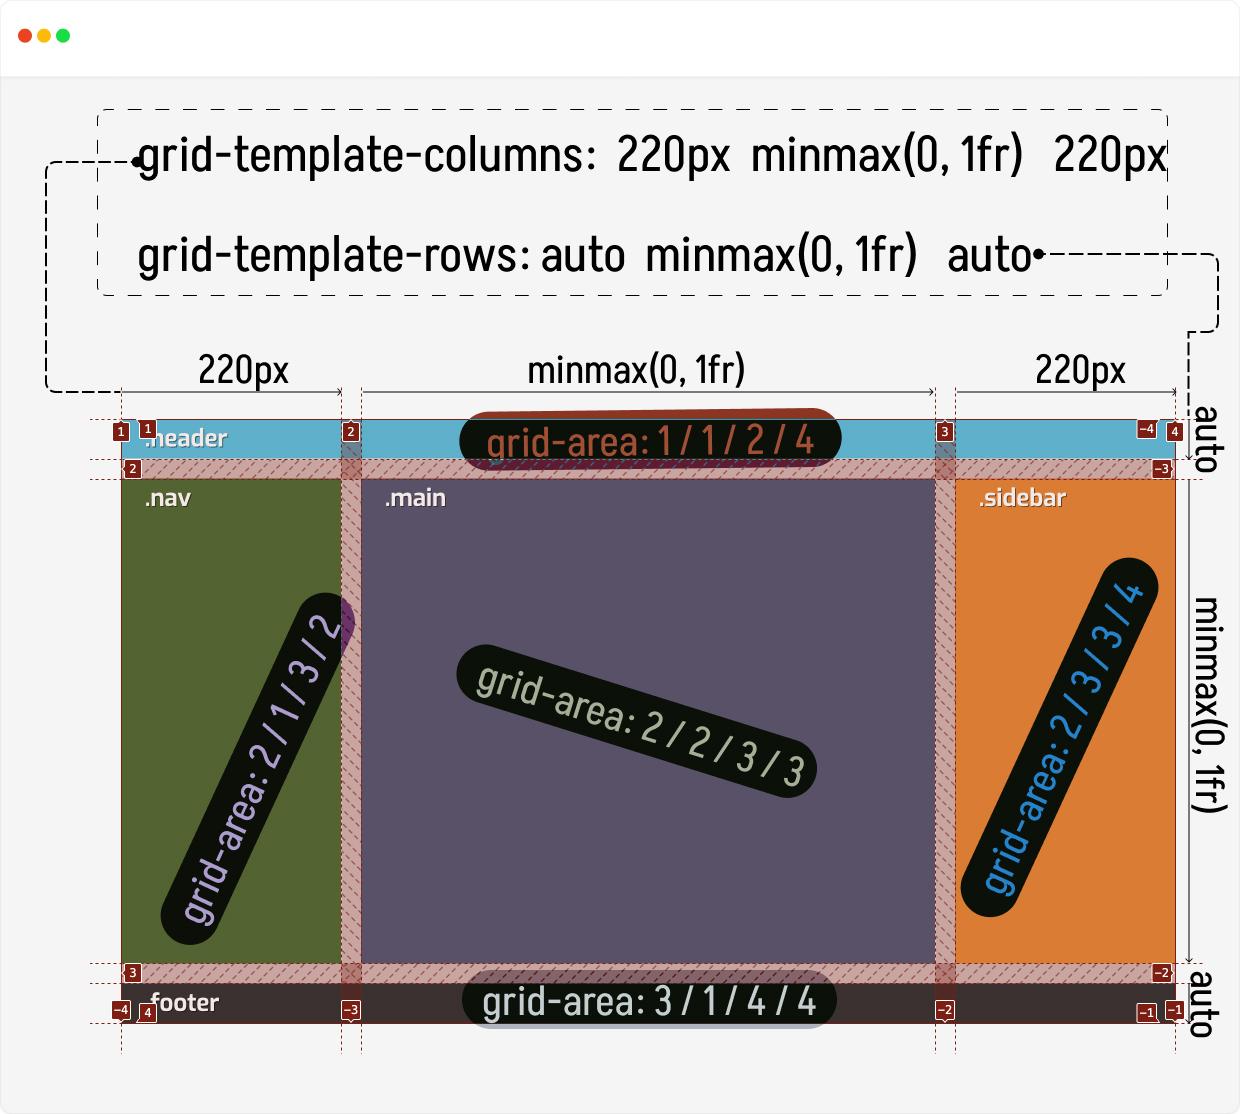 grid-template-columns: 220px minmax(0, 1fr) 220px
grid-template-rows: auto minmax(0, 1fr) auto
220px
minmax(0, 1fr)
220px
1
1
.header
2
grid-area: 1 / 1 / 2 / 4
3
-4
4
auto
2
-3
.nav
.main
.sidebar
grid-area: 2 / 1 / 3 / 2
grid-area: 2 / 2 / 3 / 3
grid-area: 2 / 3 / 3 / 4
minmax(0, 1fr)
3
-2
-4
4
footer
-3
grid-area: 3 / 1 / 4 / 4
-2
-1
-1
auto